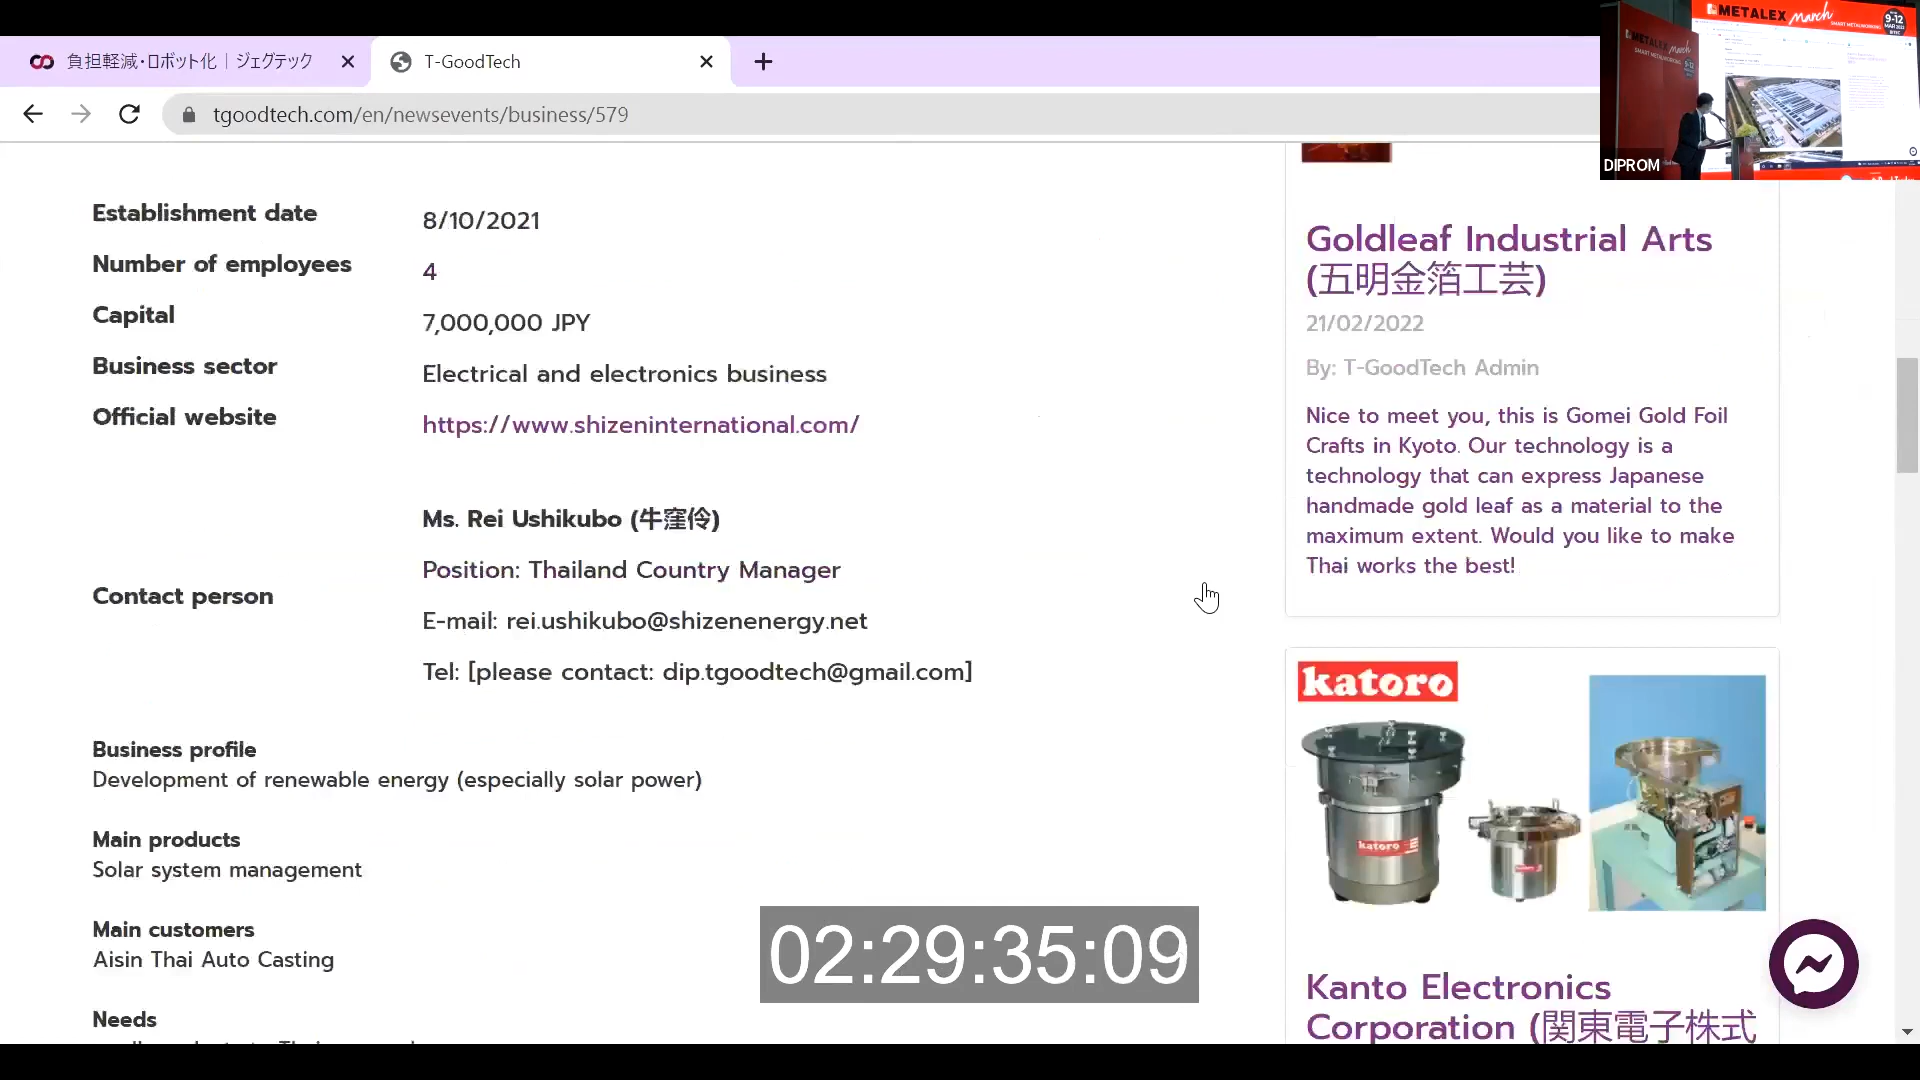 負担軽減・ロボット化｜ジェグテック
T-GoodTech
tgoodtech.com/en/newsevents/business/579
METALEX March
9-12
DIPROM
Establishment date
8/10/2021
Number of employees
4
Capital
7,000,000 JPY
Business sector
Electrical and electronics business
Official website
https://www.shizeninternational.com/
Contact person
Ms. Rei Ushikubo (牛窪伶)
Position: Thailand Country Manager
E-mail: rei.ushikubo@shizenenergy.net
Tel: [please contact: dip.tgoodtech@gmail.com]
Business profile
Development of renewable energy (especially solar power)
Main products
Solar system management
Main customers
Aisin Thai Auto Casting
Needs
Goldleaf Industrial Arts
(五明金箔工芸)
21/02/2022
By: T-GoodTech Admin
Nice to meet you, this is Gomei Gold Foil
Crafts in Kyoto. Our technology is a
technology that can express Japanese
handmade gold leaf as a material to the
maximum extent. Would you like to make
Thai works the best!
katoro
katoro
Kanto Electronics
Corporation (関東電子株式
02:29:35:09